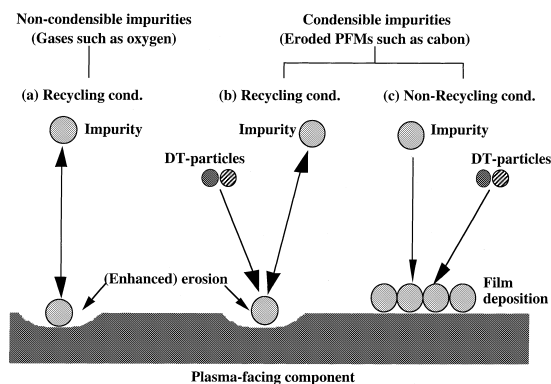 Non-condensible impurities
(Gases such as oxygen)
Condensible impurities
(Eroded PFMs such as cabon)
(a) Recycling cond.
(b) Recycling cond.
(c) Non-Recycling cond.
Impurity
Impurity
Impurity
DT-particles
DT-particles
(Enhanced) erosion
Film
deposition
Plasma-facing component